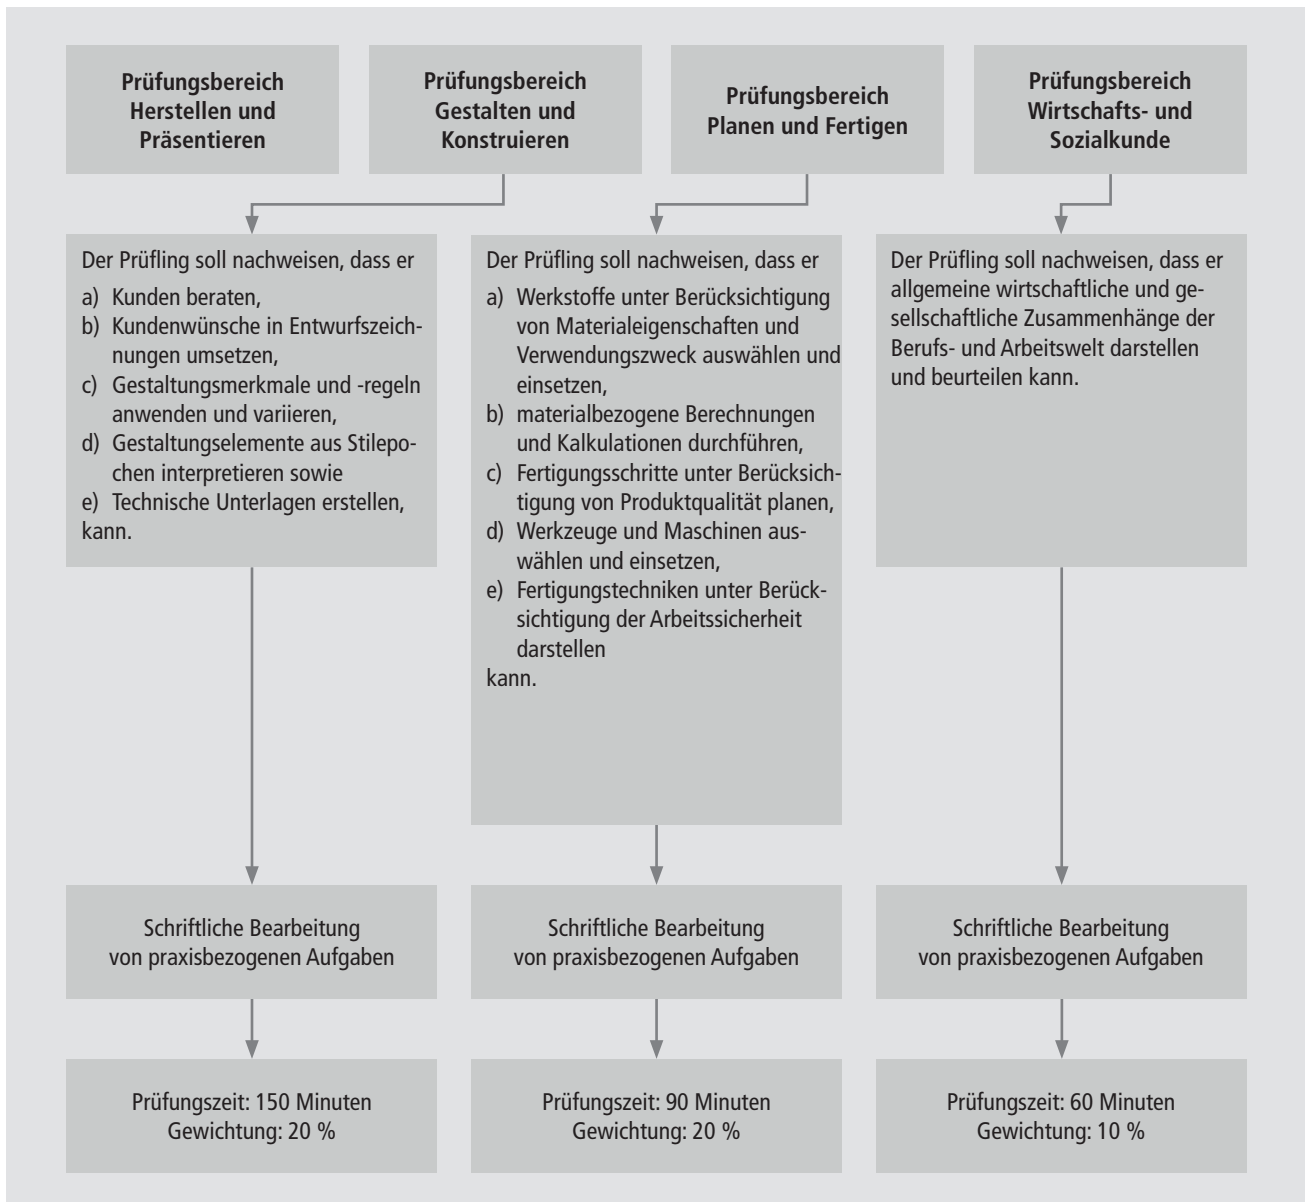 Prüfungsbereich
Herstellen und
Präsentieren
Prüfungsbereich
Gestalten und
Konstruieren
Prüfungsbereich
Planen und Fertigen
Prüfungsbereich
Wirtschafts- und
Sozialkunde
Der Prüfling soll nachweisen, dass er
a) Kunden beraten,
b) Kundenwünsche in Entwurfszeich-
nungen umsetzen,
c) Gestaltungsmerkmale und -regeln
anwenden und variieren,
d) Gestaltungselemente aus Stilepo-
chen interpretieren sowie
e) Technische Unterlagen erstellen,
kann.
Der Prüfling soll nachweisen, dass er
a) Werkstoffe unter Berücksichtigung
von Materialeigenschaften und
Verwendungszweck auswählen und
einsetzen,
b) materialbezogene Berechnungen
und Kalkulationen durchführen,
c) Fertigungsschritte unter Berücksich-
tigung von Produktqualität planen,
d) Werkzeuge und Maschinen aus-
wählen und einsetzen,
e) Fertigungstechniken unter Berück-
sichtigung der Arbeitssicherheit
darstellen
kann.
Der Prüfling soll nachweisen, dass er
allgemeine wirtschaftliche und ge-
sellschaftliche Zusammenhänge der
Berufs- und Arbeitswelt darstellen
und beurteilen kann.
Schriftliche Bearbeitung
von praxisbezogenen Aufgaben
Schriftliche Bearbeitung
von praxisbezogenen Aufgaben
Schriftliche Bearbeitung
von praxisbezogenen Aufgaben
Prüfungszeit: 150 Minuten
Gewichtung: 20 %
Prüfungszeit: 90 Minuten
Gewichtung: 20 %
Prüfungszeit: 60 Minuten
Gewichtung: 10 %